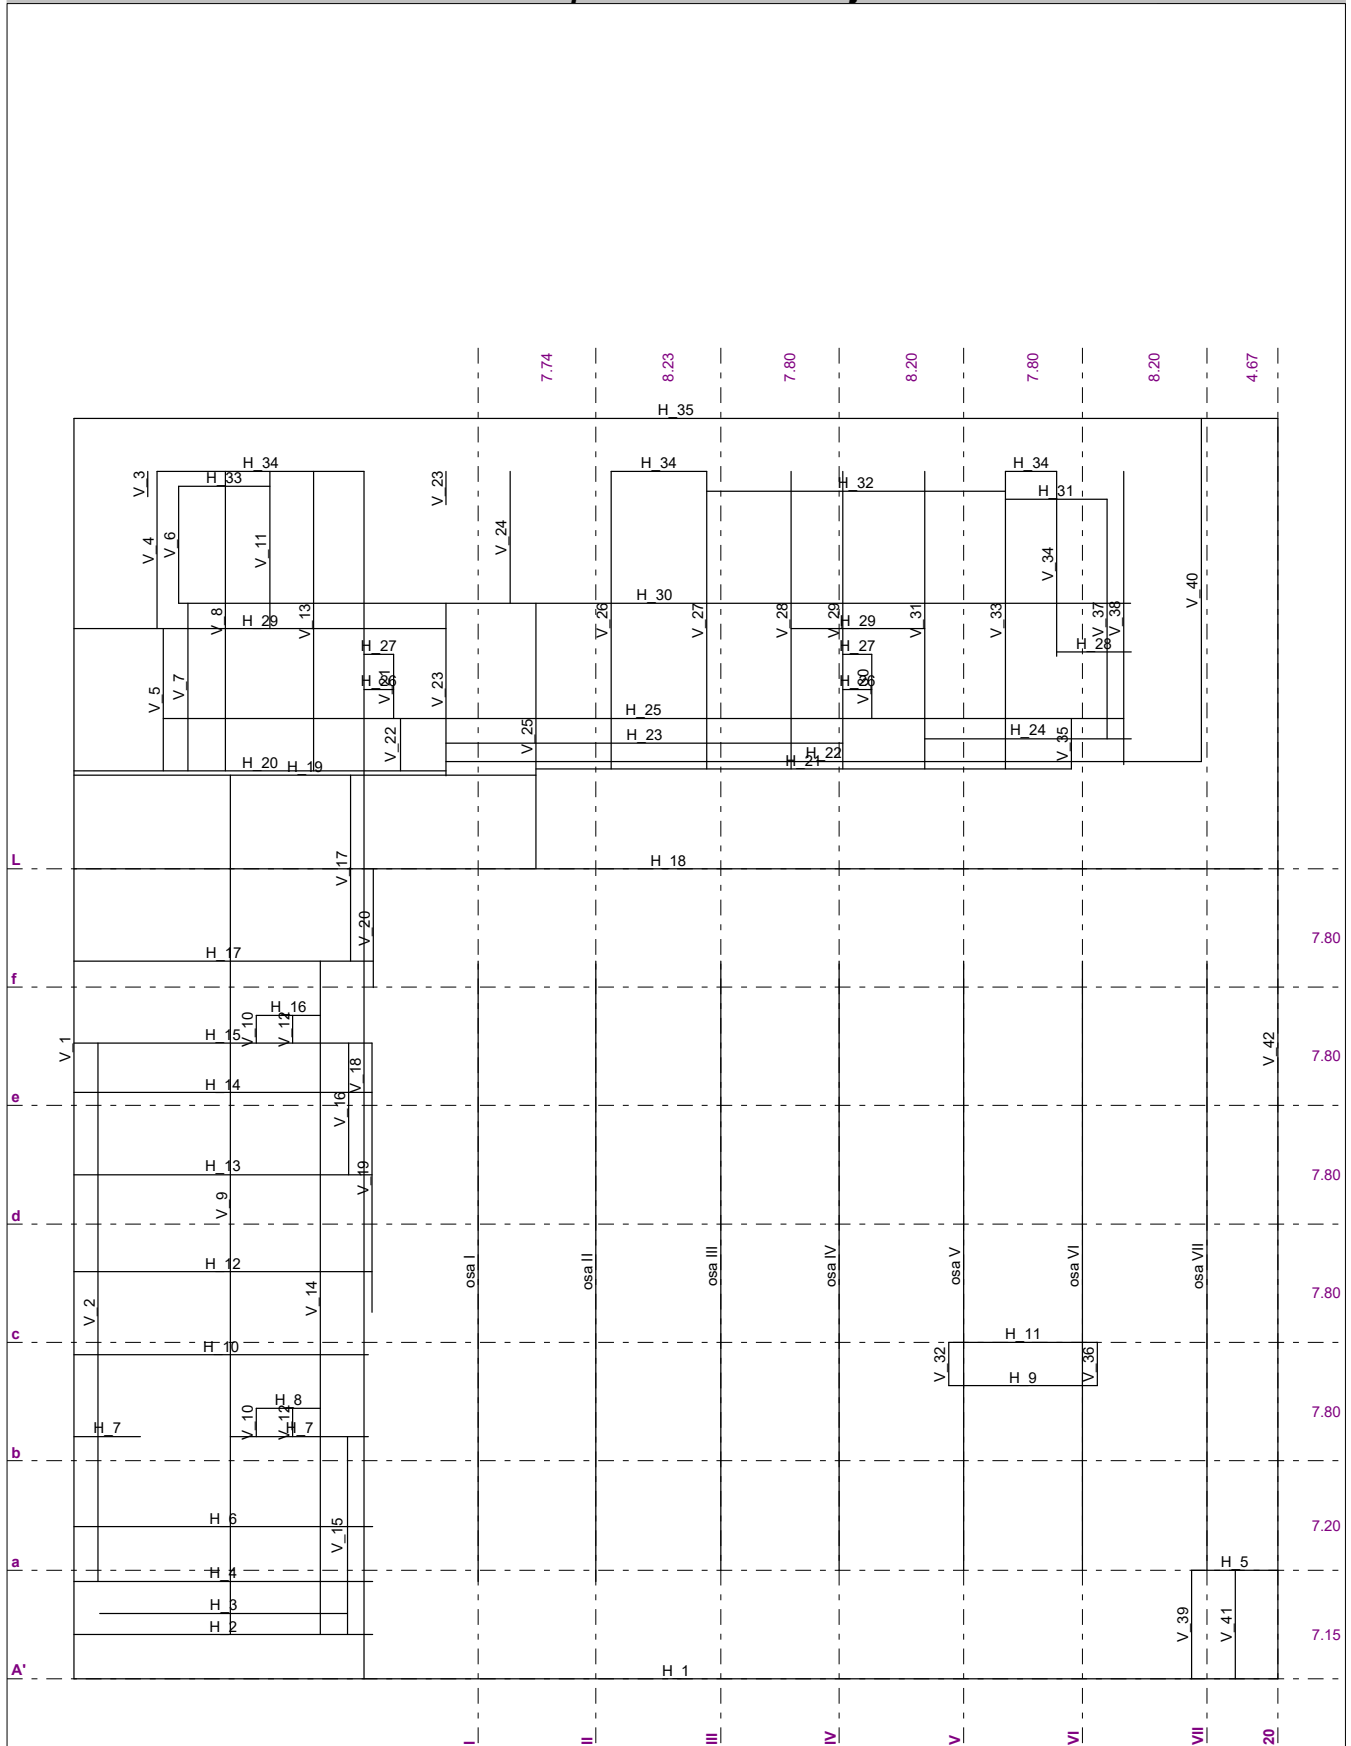 7.74 8.23 7.80 8.20 7.80 8.20 4.67
H_35
H_34 H_34 H_34
V_3 H_33 V_23 H_32 H_31
V_4 V_6 V_11 V_24 V_34 V_40
H_30
V_8 V_13 V_26 V_27 V_28 V_29 V_31 V_33 V_37 V_38
H_29 H_29
H_27 H_27 H_28
V_5 V_7 V_21 V_23 V_30
H_26 H_26
H_25
V_22 V_25 H_23 H_24 V_35
H_22
H_20 H_19 H_21
L V_17 H_18
V_20 7.80
H_17
f
H_16
V_1 V_10 V_12 V_42
H_15 V_18 7.80
H_14
e V_16
H_13 V_19 7.80
V_9
d
osa I osa II osa III osa IV osa V osa VI osa VII
H_12
V_2 V_14 7.80
c H_11
H_10 V_32 V_36
H_9
H_8
V_10 V_12 7.80
H_7 H_7
b
H_6 V_15 7.20
a H_5
H_4
H_3 V_39 V_41
H_2 7.15
A' H_1
I II III IV V VI VII 20